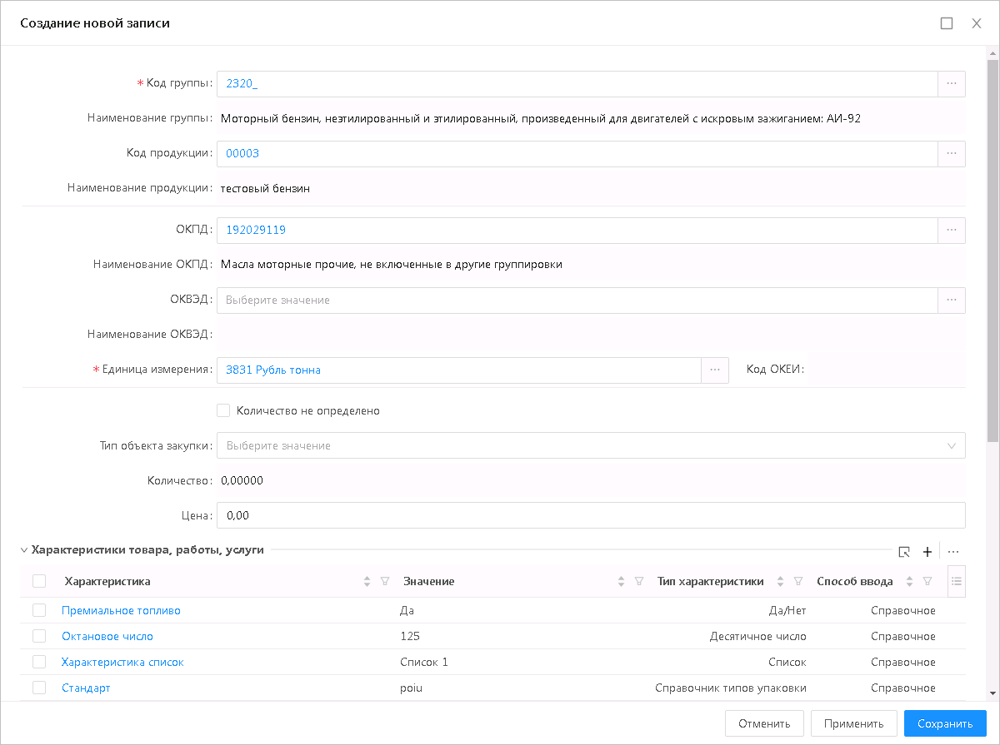 Создание новой записи
* Код группы: 2320_ ...
Наименование группы: Моторный бензин, неэтилированный и этилированный, произведенный для двигателей с искровым зажиганием: АИ-92
Код продукции: 00003 ...
Наименование продукции: тестовый бензин
ОКПД: 192029119 ...
Наименование ОКПД: Масла моторные прочие, не включенные в другие группировки
ОКВЭД: Выберите значение ...
Наименование ОКВЭД:
* Единица измерения: 3831 Рубль тонна ... Код ОКЕИ:
Количество не определено
Тип объекта закупки: Выберите значение
Количество: 0,00000
Цена: 0,00
Характеристики товара, работы, услуги
Характеристика Значение Тип характеристики Способ ввода
Премиальное топливо Да Да/Нет Справочное
Октановое число 125 Десятичное число Справочное
Характеристика список Список 1 Список Справочное
Стандарт poiu Справочник типов упаковки Справочное
Отменить Применить Сохранить